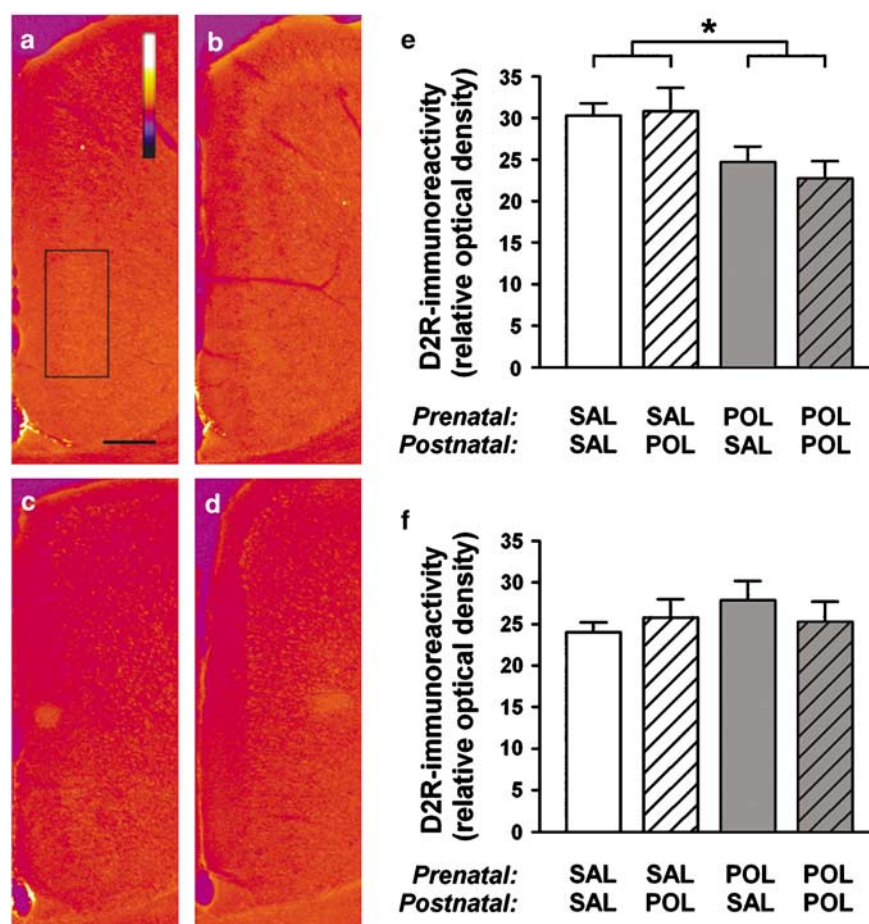 a
b
c
d
e
*
D2R-immunoreactivity
(relative optical density)
35
30
25
20
15
10
5
0
Prenatal: SAL SAL POL POL
Postnatal: SAL POL SAL POL
f
D2R-immunoreactivity
(relative optical density)
35
30
25
20
15
10
5
0
Prenatal: SAL SAL POL POL
Postnatal: SAL POL SAL POL